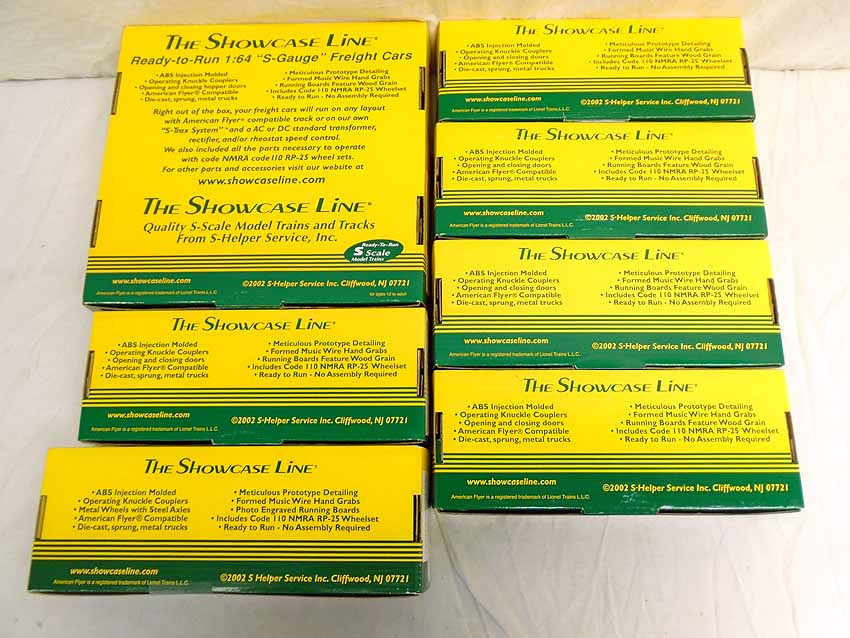 THE SHOWCASE LINE®
Ready-to-Run 1:64 "S-Gauge" Freight Cars
• ABS Injection Molded
• Operating Knuckle Couplers
• Opening and closing hopper doors
• American Flyer® Compatible
• Die-cast, sprung, metal trucks
• Meticulous Prototype Detailing
• Formed Music Wire Hand Grabs
• Running Boards Feature Wood Grain
• Includes Code 110 NMRA RP-25 Wheelset
• Ready to Run - No Assembly Required
Right out of the box, your freight cars will run on any layout
with American Flyer® compatible track or on our own
"S-Trax System"™ and a AC or DC standard transformer,
rectifier, and/or rheostat speed control.
We also included all the parts necessary to operate
with code NMRA code 110 RP-25 wheel sets.
For other parts and accessories visit our website at
www.showcaseline.com
THE SHOWCASE LINE®
Quality S-Scale Model Trains and Tracks
From S-Helper Service, Inc.
Ready-To-Run
S Scale
Model Trains
www.showcaseline.com
©2002 S-Helper Service Inc. Cliffwood, NJ 07721
American Flyer is a registered trademark of Lionel Trains L.L.C.
for ages 10 to adult
THE SHOWCASE LINE®
• ABS Injection Molded
• Operating Knuckle Couplers
• Opening and closing doors
• American Flyer® Compatible
• Die-cast, sprung, metal trucks
• Meticulous Prototype Detailing
• Formed Music Wire Hand Grabs
• Running Boards Feature Wood Grain
• Includes Code 110 NMRA RP-25 Wheelset
• Ready to Run - No Assembly Required
www.showcaseline.com
©2002 S-Helper Service Inc. Cliffwood, NJ 07721
American Flyer is a registered trademark of Lionel Trains L.L.C.
THE SHOWCASE LINE®
• ABS Injection Molded
• Operating Knuckle Couplers
• Metal Wheels with Steel Axles
• American Flyer® Compatible
• Die-cast, sprung, metal trucks
• Meticulous Prototype Detailing
• Formed Music Wire Hand Grabs
• Photo Engraved Running Boards
• Includes Code 110 NMRA RP-25 Wheelset
• Ready to Run - No Assembly Required
www.showcaseline.com
©2002 S Helper Service Inc. Cliffwood, NJ 07721
American Flyer is a registered trademark of Lionel Trains L.L.C.
THE SHOWCASE LINE®
• ABS Injection Molded
• Operating Knuckle Couplers
• Opening and closing doors
• American Flyer® Compatible
• Die-cast, sprung, metal trucks
• Meticulous Prototype Detailing
• Formed Music Wire Hand Grabs
• Running Boards Feature Wood Grain
• Includes Code 110 NMRA RP-25 Wheelset
• Ready to Run - No Assembly Required
www.showcaseline.com
©2002 S-Helper Service Inc. Cliffwood, NJ 07721
American Flyer is a registered trademark of Lionel Trains L.L.C.
THE SHOWCASE LINE®
• ABS Injection Molded
• Operating Knuckle Couplers
• Opening and closing doors
• American Flyer® Compatible
• Die-cast, sprung, metal trucks
• Meticulous Prototype Detailing
• Formed Music Wire Hand Grabs
• Running Boards Feature Wood Grain
• Includes Code 110 NMRA RP-25 Wheelset
• Ready to Run - No Assembly Required
www.showcaseline.com
©2002 S-Helper Service Inc. Cliffwood, NJ 07721
American Flyer is a registered trademark of Lionel Trains L.L.C.
THE SHOWCASE LINE®
• ABS Injection Molded
• Operating Knuckle Couplers
• Opening and closing doors
• American Flyer® Compatible
• Die-cast, sprung, metal trucks
• Meticulous Prototype Detailing
• Formed Music Wire Hand Grabs
• Running Boards Feature Wood Grain
• Includes Code 110 NMRA RP-25 Wheelset
• Ready to Run - No Assembly Required
www.showcaseline.com
©2002 S-Helper Service Inc. Cliffwood, NJ 07721
American Flyer is a registered trademark of Lionel Trains L.L.C.
THE SHOWCASE LINE®
• ABS Injection Molded
• Operating Knuckle Couplers
• Opening and closing doors
• American Flyer® Compatible
• Die-cast, sprung, metal trucks
• Meticulous Prototype Detailing
• Formed Music Wire Hand Grabs
• Running Boards Feature Wood Grain
• Includes Code 110 NMRA RP-25 Wheelset
• Ready to Run - No Assembly Required
www.showcaseline.com
©2002 S-Helper Service Inc. Cliffwood, NJ 07721
American Flyer is a registered trademark of Lionel Trains L.L.C.